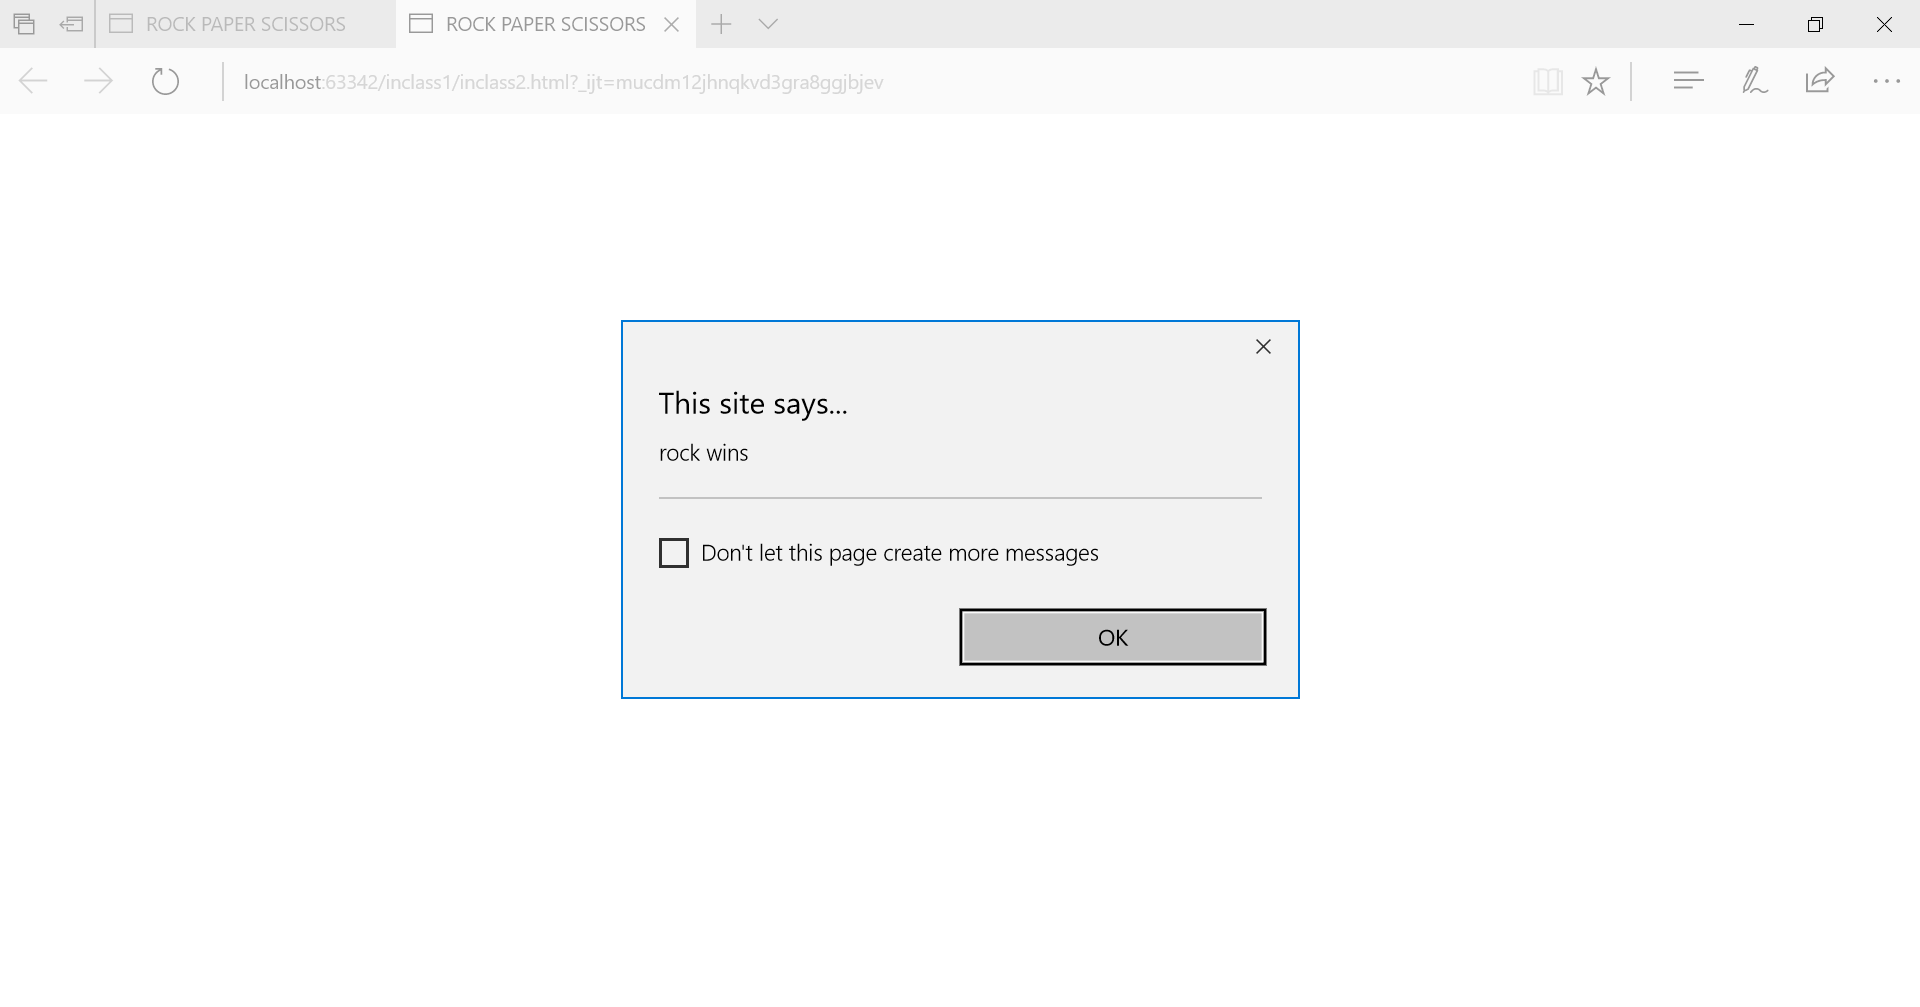 ROCK PAPER SCISSORS
ROCK PAPER SCISSORS
localhost:63342/inclass1/inclass2.html?_ijt=mucdm12jhnqkvd3gra8ggjbjev
This site says...
rock wins
Don't let this page create more messages
OK